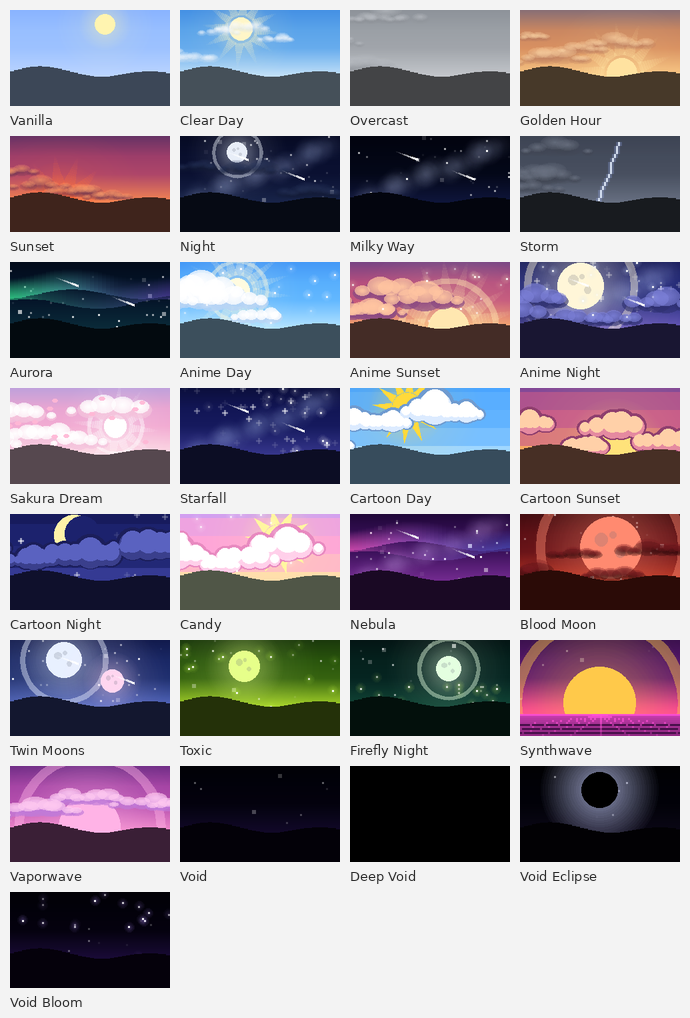 Vanilla
Clear Day
Overcast
Golden Hour
Sunset
Night
Milky Way
Storm
Aurora
Anime Day
Anime Sunset
Anime Night
Sakura Dream
Starfall
Cartoon Day
Cartoon Sunset
Cartoon Night
Candy
Nebula
Blood Moon
Twin Moons
Toxic
Firefly Night
Synthwave
Vaporwave
Void
Deep Void
Void Eclipse
Void Bloom